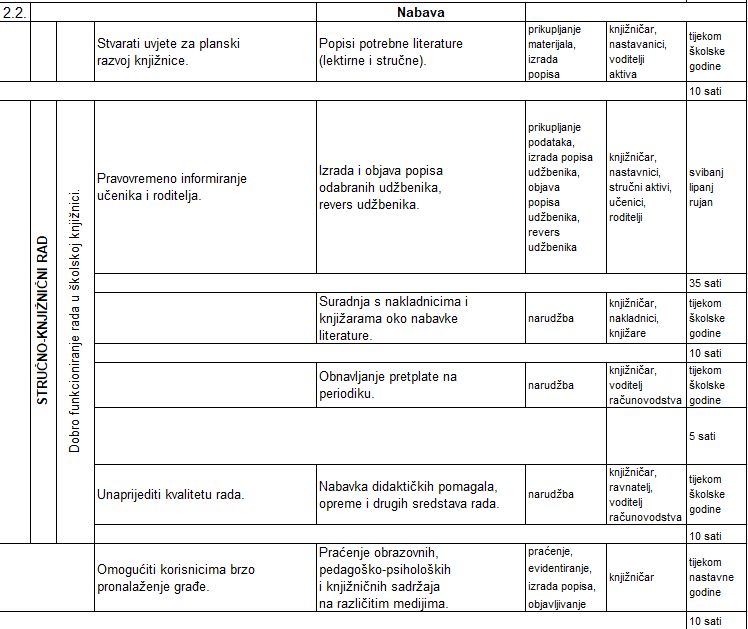 2.2.
Nabava
Stvarati uvjete za planski
razvoj knjižnice.
Popisi potrebne literature
(lektirne i stručne).
prikupljanje
materijala,
izrada
popisa
knjižničar,
nastavanici,
voditelji
aktiva
tijekom
školske
godine
10 sati
STRUČNO-KNJIŽNIČNI RAD
Dobro funkcioniranje rada u školskoj knjižnici.
Pravovremeno informiranje
učenika i roditelja.
Izrada i objava popisa
odabranih udžbenika,
revers udžbenika.
prikupljanje
podataka,
izrada popisa
udžbenika,
objava
popisa
udžbenika,
revers
udžbenika
knjižničar,
nastavnici,
stručni aktivi,
učenici,
roditelji
svibanj
lipanj
rujan
35 sati
Suradnja s nakladnicima i
knjižarama oko nabavke
literature.
narudžba
knjižničar,
nakladnici,
knjižare
tijekom
školske
godine
10 sati
Obnavljanje pretplate na
periodiku.
narudžba
knjižničar,
voditelj
računovodstva
tijekom
školske
godine
5 sati
Unaprijediti kvalitetu rada.
Nabavka didaktičkih pomagala,
opreme i drugih sredstava rada.
narudžba
knjižničar,
ravnatelj,
voditelj
računovodstva
tijekom
školske
godine
10 sati
Omogućiti korisnicima brzo
pronalaženje građe.
Praćenje obrazovnih,
pedagoško-psiholoških
i knjižničnih sadržaja
na različitim medijima.
praćenje,
evidentiranje,
izrada popisa,
objavljivanje
knjižničar
tijekom
nastavne
godine
10 sati